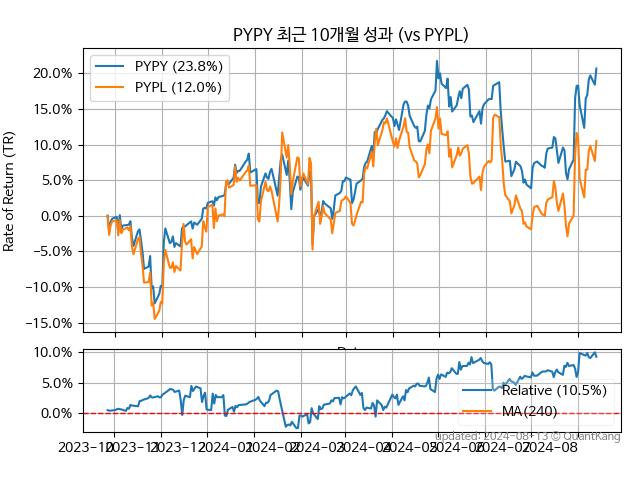 PYPY 최근 10개월 성과 (vs PYPL)
Rate of Return (TR)
20.0%
15.0%
10.0%
5.0%
0.0%
−5.0%
−10.0%
−15.0%
PYPY (23.8%)
PYPL (12.0%)
10.0%
5.0%
0.0%
Relative (10.5%)
MA(240)
2023-10 2023-11 2023-12 2024-01 2024-02 2024-03 2024-04 2024-05 2024-06 2024-07 2024-08
updated: 2024-08-13 © QuantKang